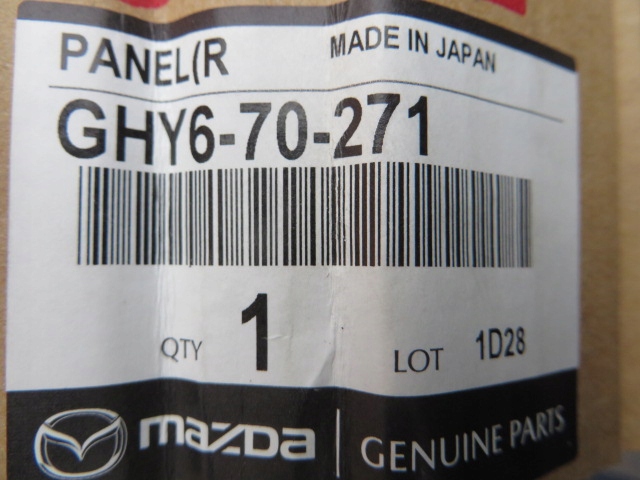 PANEL(R MADE IN JAPAN
GHY6-70-271
QTY 1 LOT 1D28
mazda GENUINE PARTS